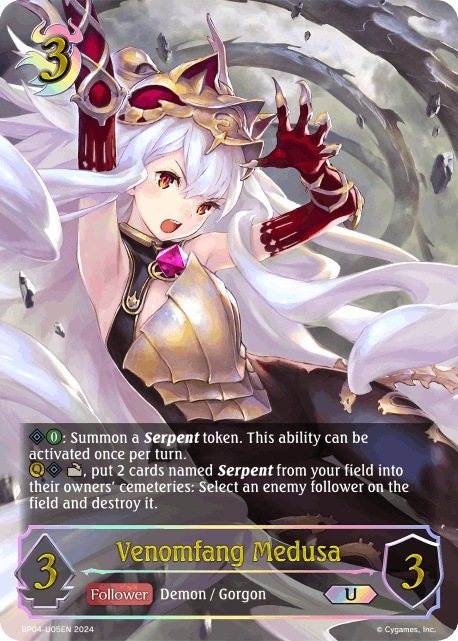 3
0: Summon a Serpent token. This ability can be
activated once per turn.
Q, put 2 cards named Serpent from your field into
their owners' cemeteries: Select an enemy follower on the
field and destroy it.
Venomfang Medusa
3
Follower Demon / Gorgon U
3
BP04-U05EN 2024 © Cygames, Inc.